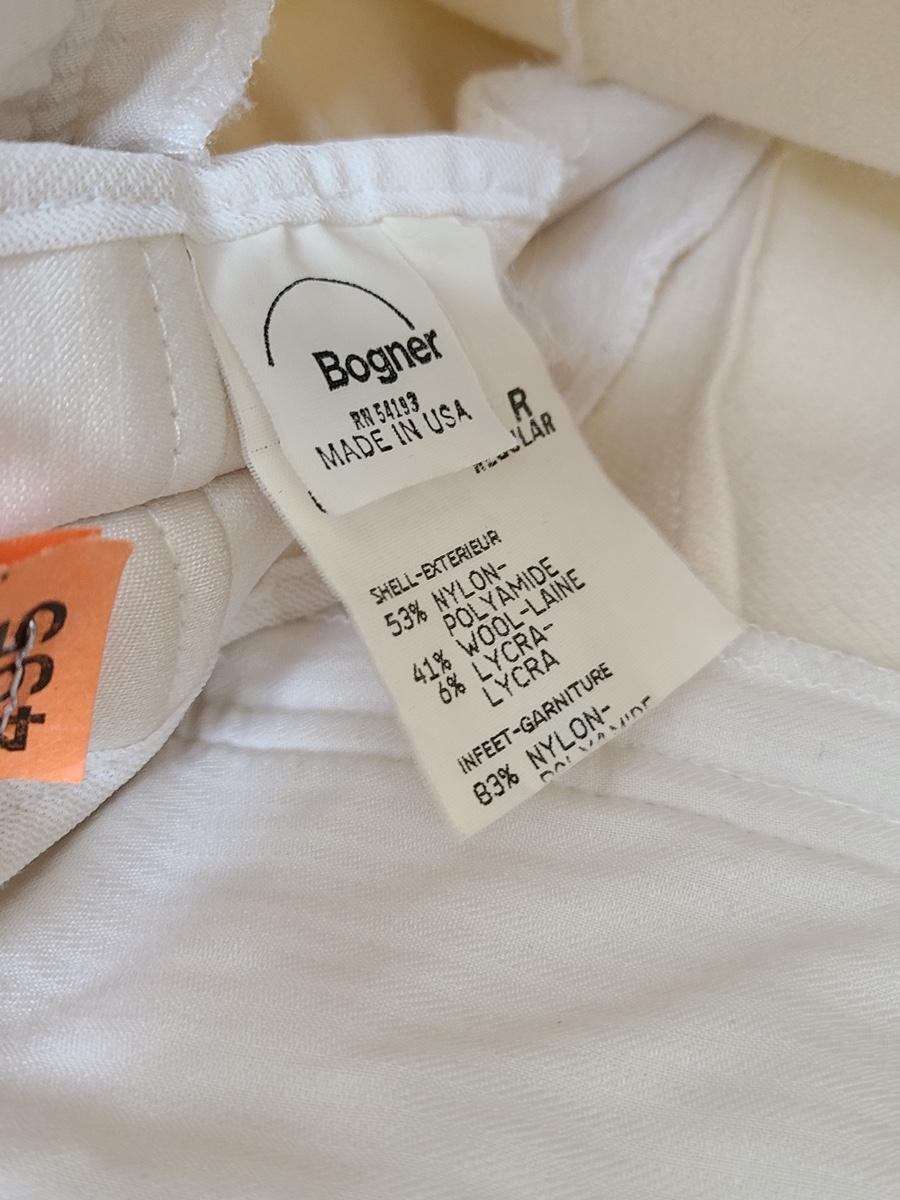 Bogner
RN 54193
MADE IN USA
R
REGULAR
SHELL-EXTERIEUR
53% NYLON-
POLYAMIDE
41% WOOL-LAINE
6% LYCRA-
LYCRA
INFEET-GARNITURE
83% NYLON-
POLYAMIDE